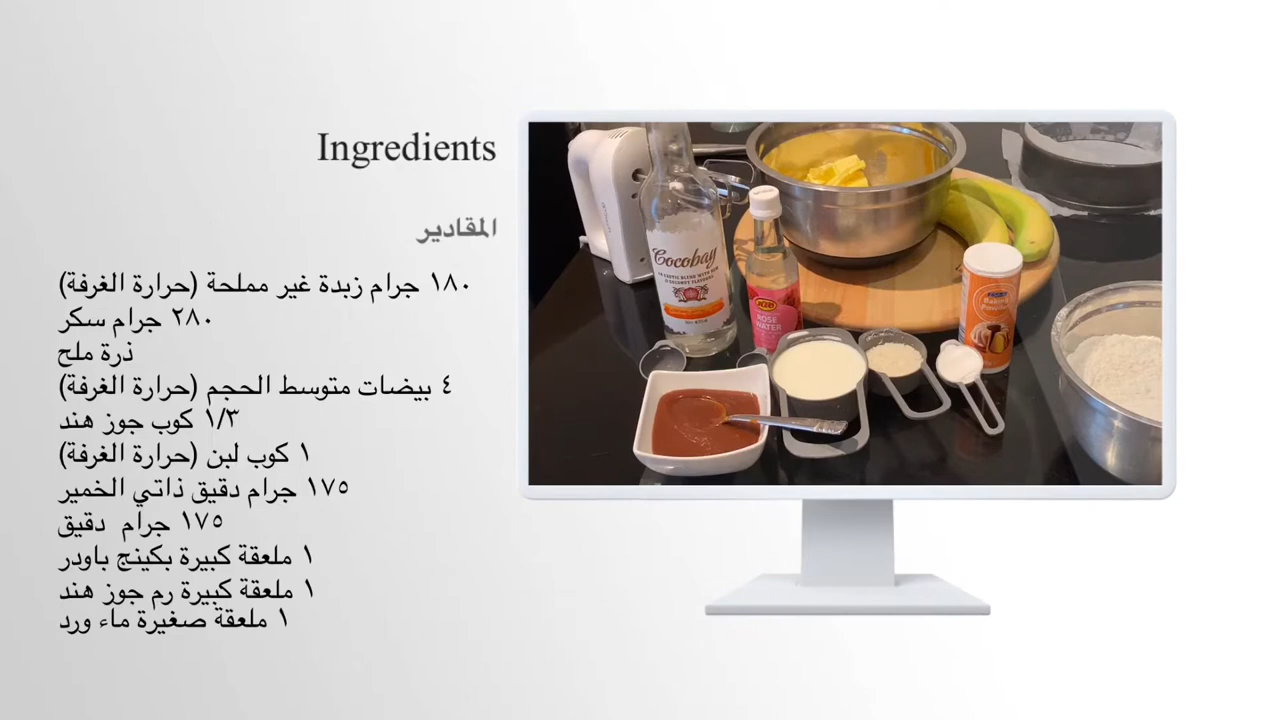 Ingredients
المقادير
١٨٠ جرام زبدة غير مملحة (حرارة الغرفة)
٢٨٠ جرام سكر
ذرة ملح
٤ بيضات متوسط الحجم (حرارة الغرفة)
١/٣ كوب جوز هند
١ كوب لبن (حرارة الغرفة)
١٧٥ جرام دقيق ذاتي الخمير
١٧٥ جرام دقيق
١ ملعقة كبيرة بكينج باودر
١ ملعقة كبيرة رم جوز هند
١ ملعقة صغيرة ماء ورد
Cocobay
ROSE
WATER
Baking
Powder